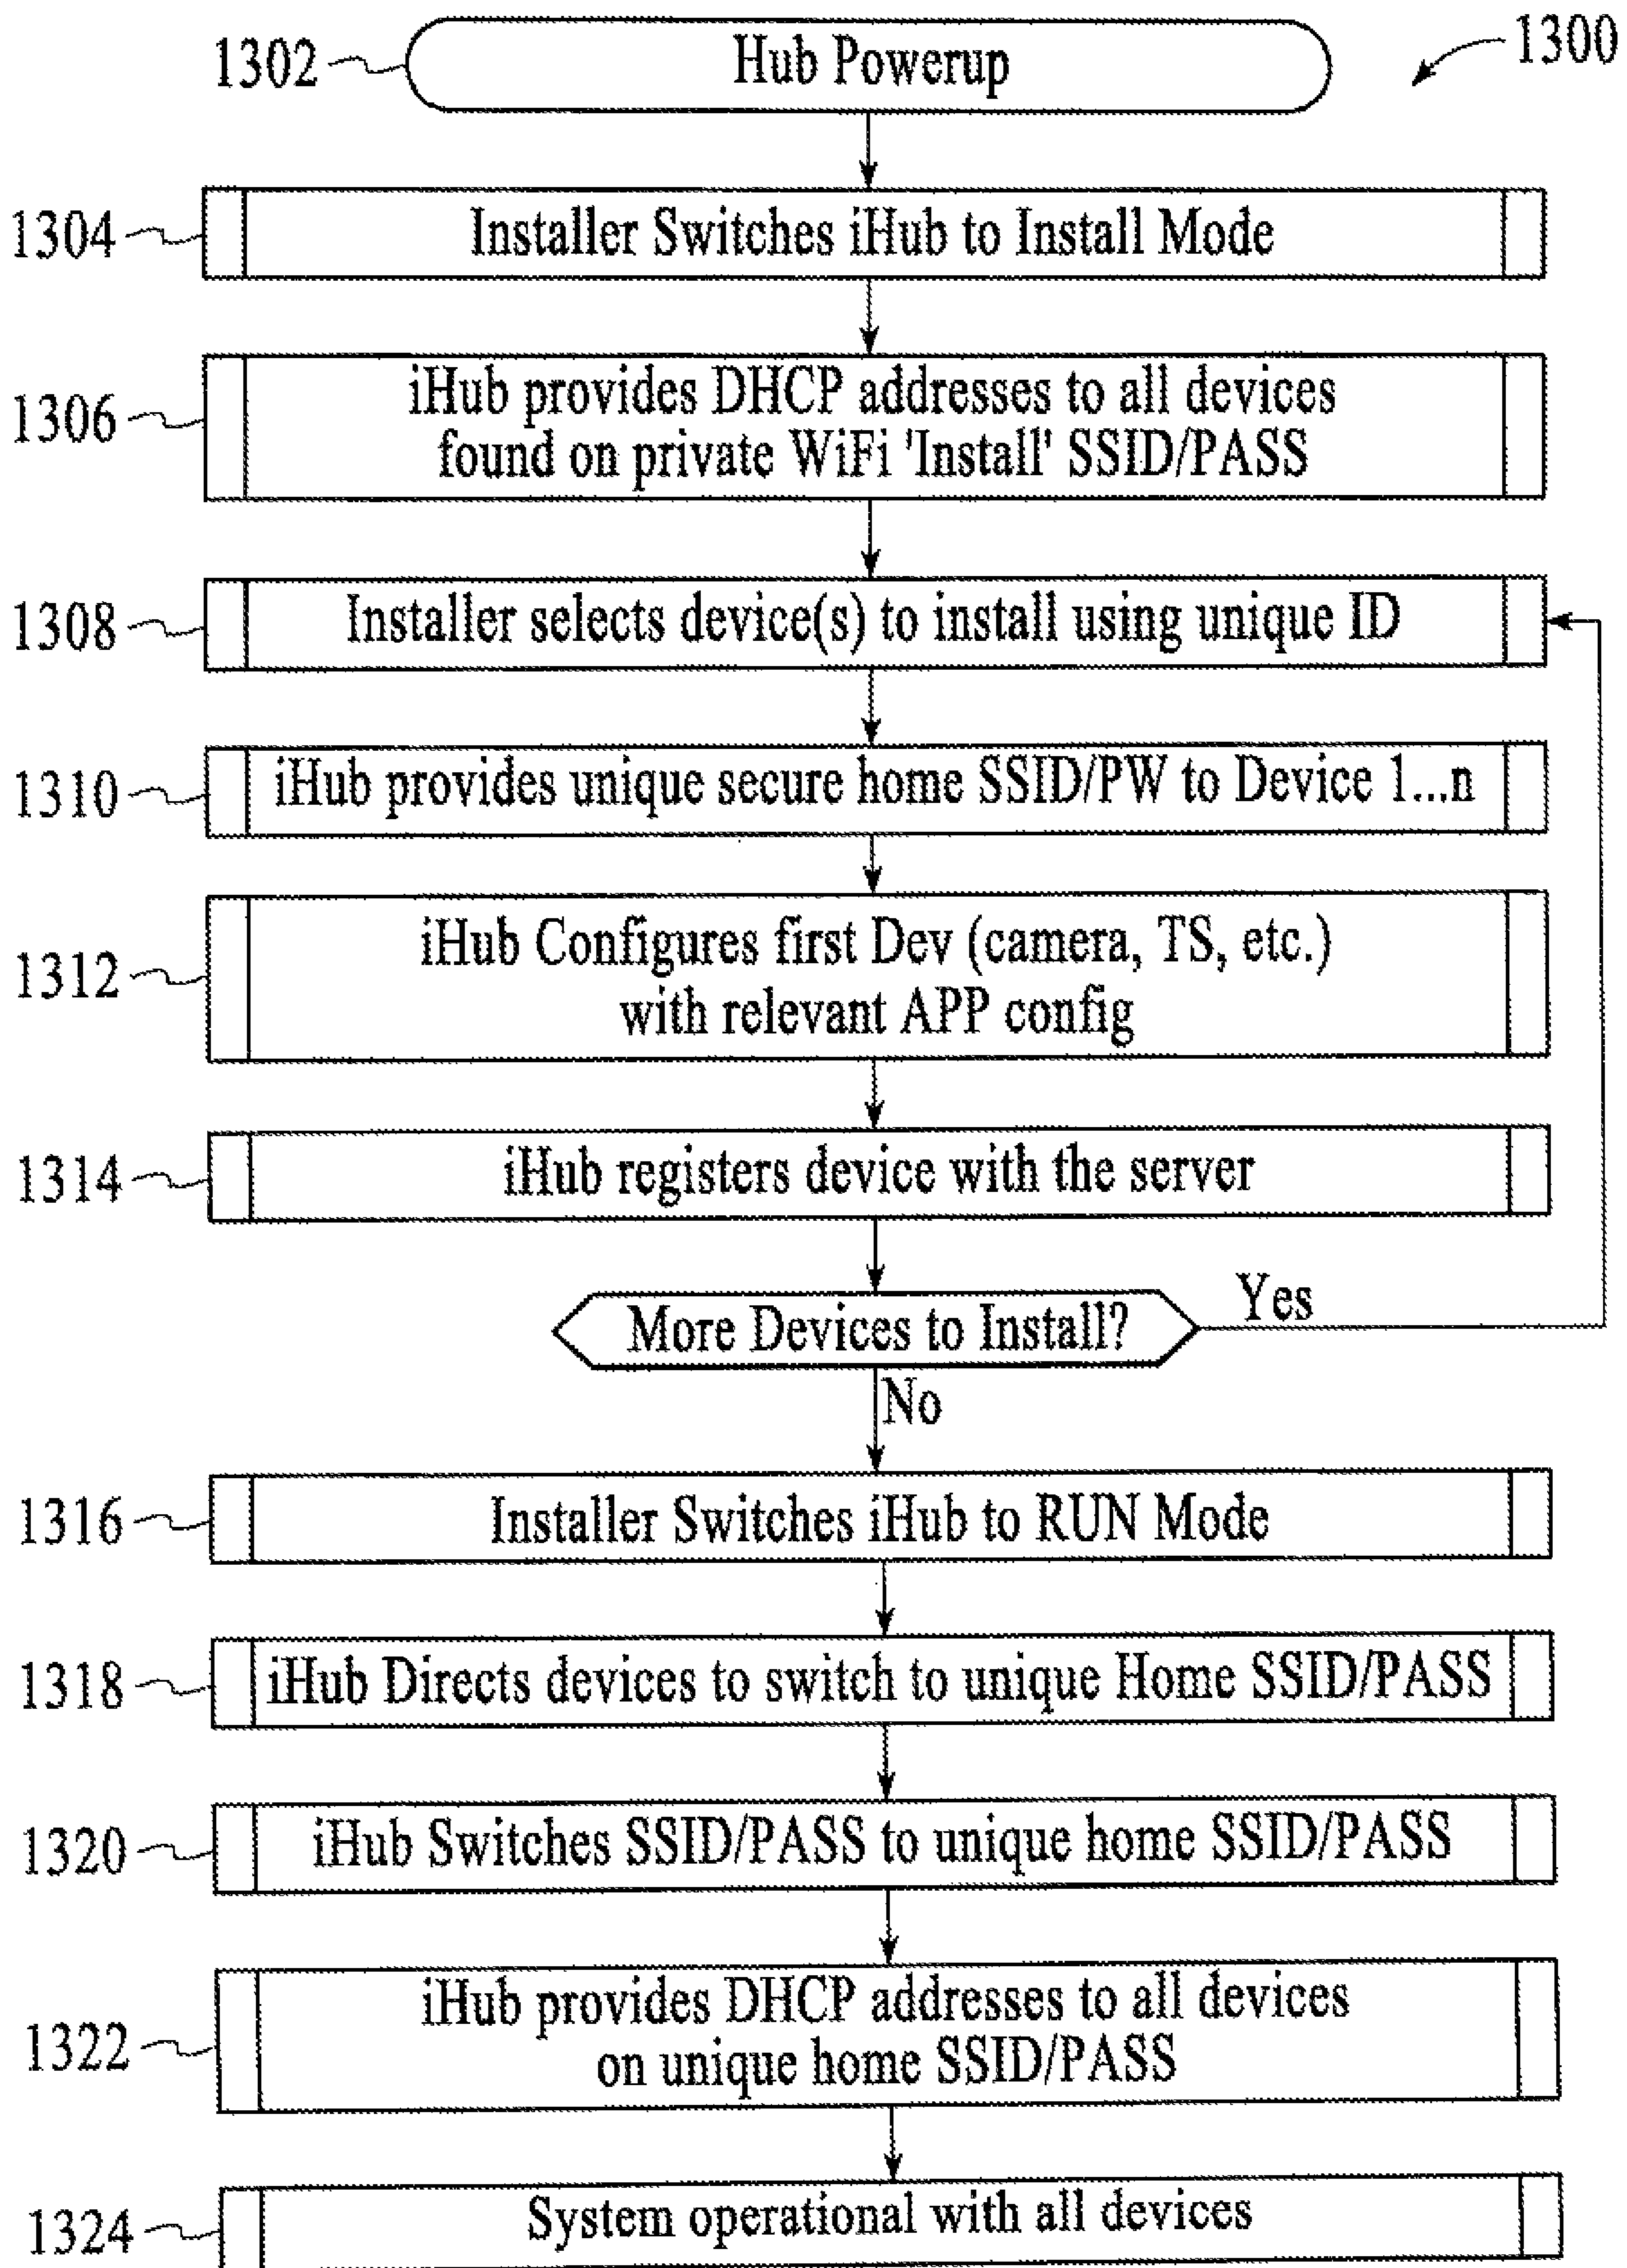 1300
1302
Hub Powerup
1304
Installer Switches iHub to Install Mode
1306
iHub provides DHCP addresses to all devices
found on private WiFi 'Install' SSID/PASS
1308
Installer selects device(s) to install using unique ID
1310
iHub provides unique secure home SSID/PW to Device 1...n
1312
iHub Configures first Dev (camera, TS, etc.)
with relevant APP config
1314
iHub registers device with the server
More Devices to Install?
Yes
No
1316
Installer Switches iHub to RUN Mode
1318
iHub Directs devices to switch to unique Home SSID/PASS
1320
iHub Switches SSID/PASS to unique home SSID/PASS
1322
iHub provides DHCP addresses to all devices
on unique home SSID/PASS
1324
System operational with all devices